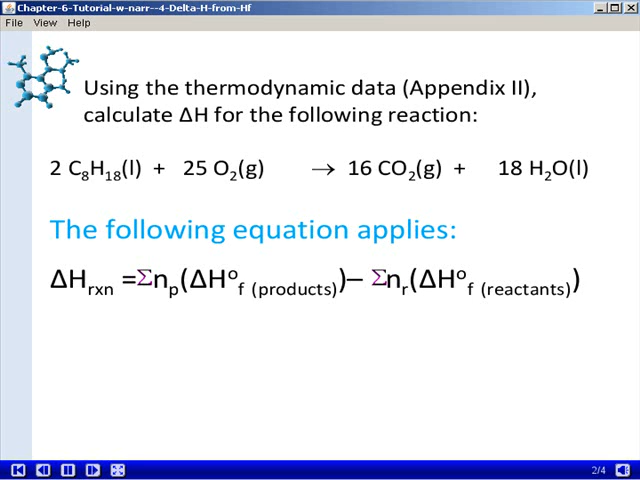 Chapter-6-Tutorial-w-narr--4-Delta-H-from-Hf
File View Help
Using the thermodynamic data (Appendix II),
calculate ΔH for the following reaction:
2 C₈H₁₈(l) + 25 O₂(g) → 16 CO₂(g) + 18 H₂O(l)
The following equation applies:
ΔHrxn =Σnp(ΔHᵒf (products))– Σnr(ΔHᵒf (reactants))
2/4